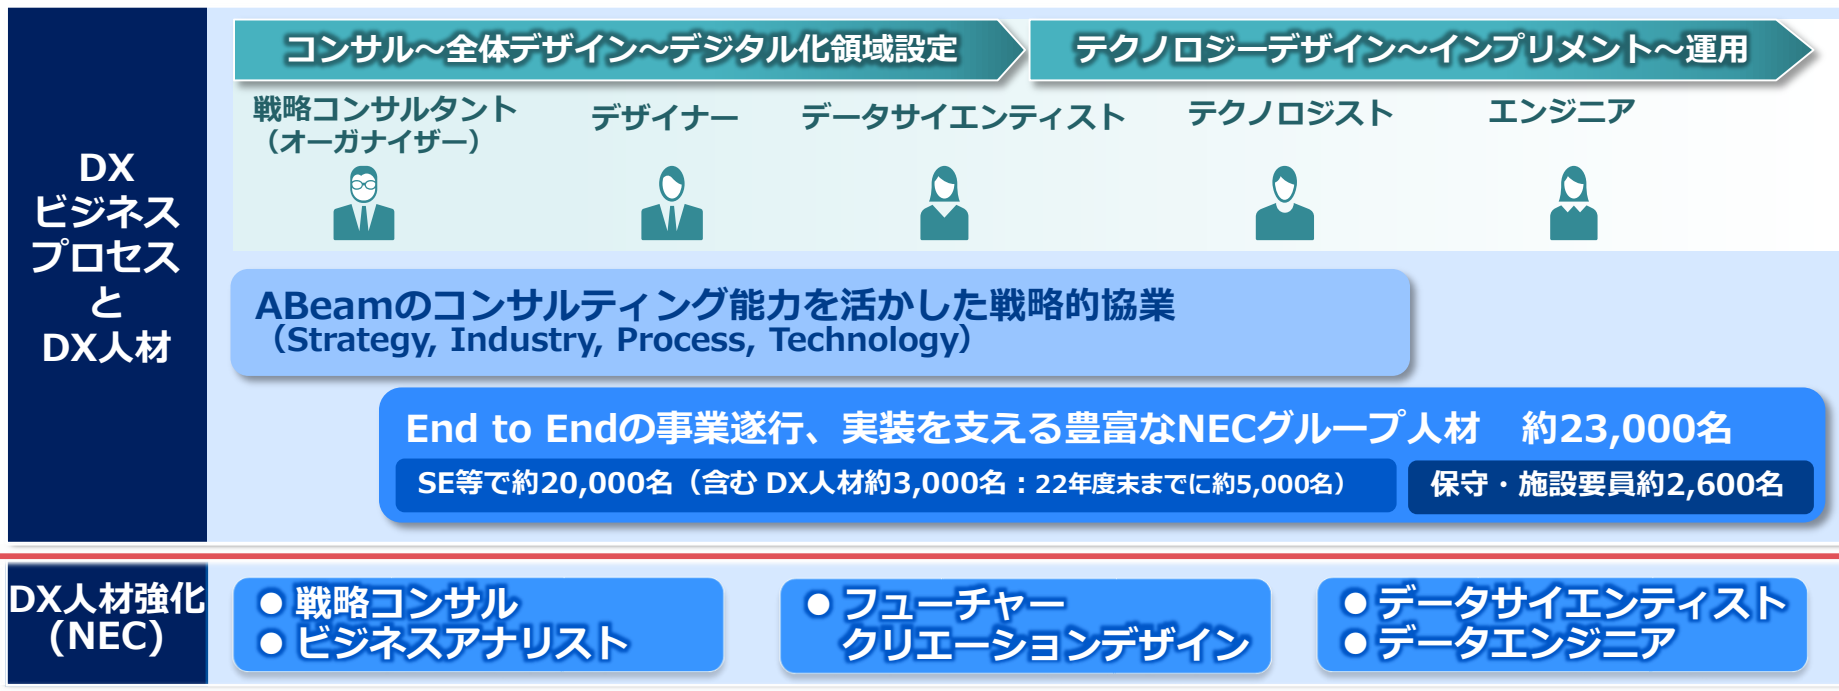 DX
ビジネス
プロセス
と
DX人材
コンサル～全体デザイン～デジタル化領域設定
テクノロジーデザイン～インプリメント～運用
戦略コンサルタント
（オーガナイザー）
デザイナー
データサイエンティスト
テクノロジスト
エンジニア
ABeamのコンサルティング能力を活かした戦略的協業
（Strategy, Industry, Process, Technology）
End to Endの事業遂行、実装を支える豊富なNECグループ人材　約23,000名
SE等で約20,000名（含む DX人材約3,000名：22年度末までに約5,000名）
保守・施設要員約2,600名
DX人材強化
(NEC)
● 戦略コンサル
● ビジネスアナリスト
● フューチャー
クリエーションデザイン
● データサイエンティスト
● データエンジニア